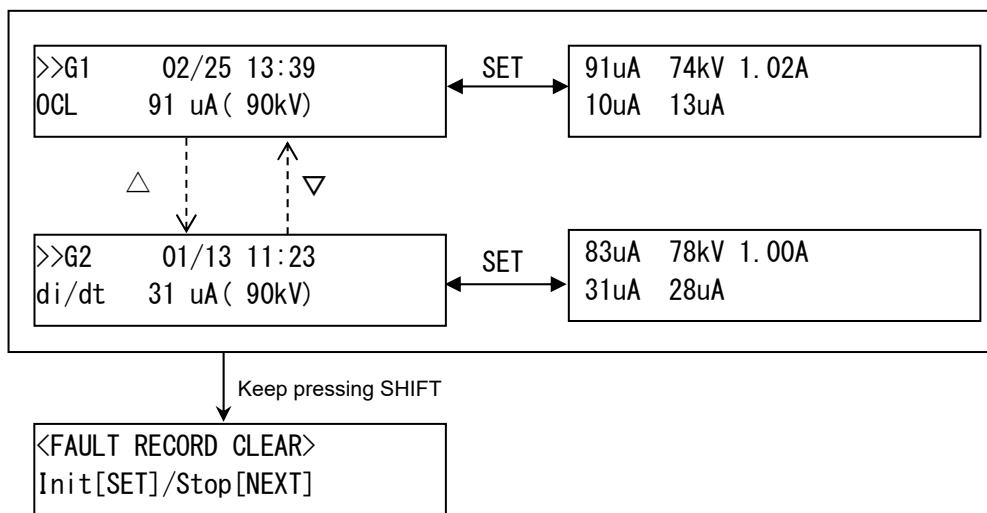 >>G1 02/25 13:39
OCL 91 uA( 90kV)
SET
91uA 74kV 1.02A
10uA 13uA
△
▽
>>G2 01/13 11:23
di/dt 31 uA( 90kV)
SET
83uA 78kV 1.00A
31uA 28uA
Keep pressing SHIFT
<FAULT RECORD CLEAR>
Init[SET]/Stop[NEXT]